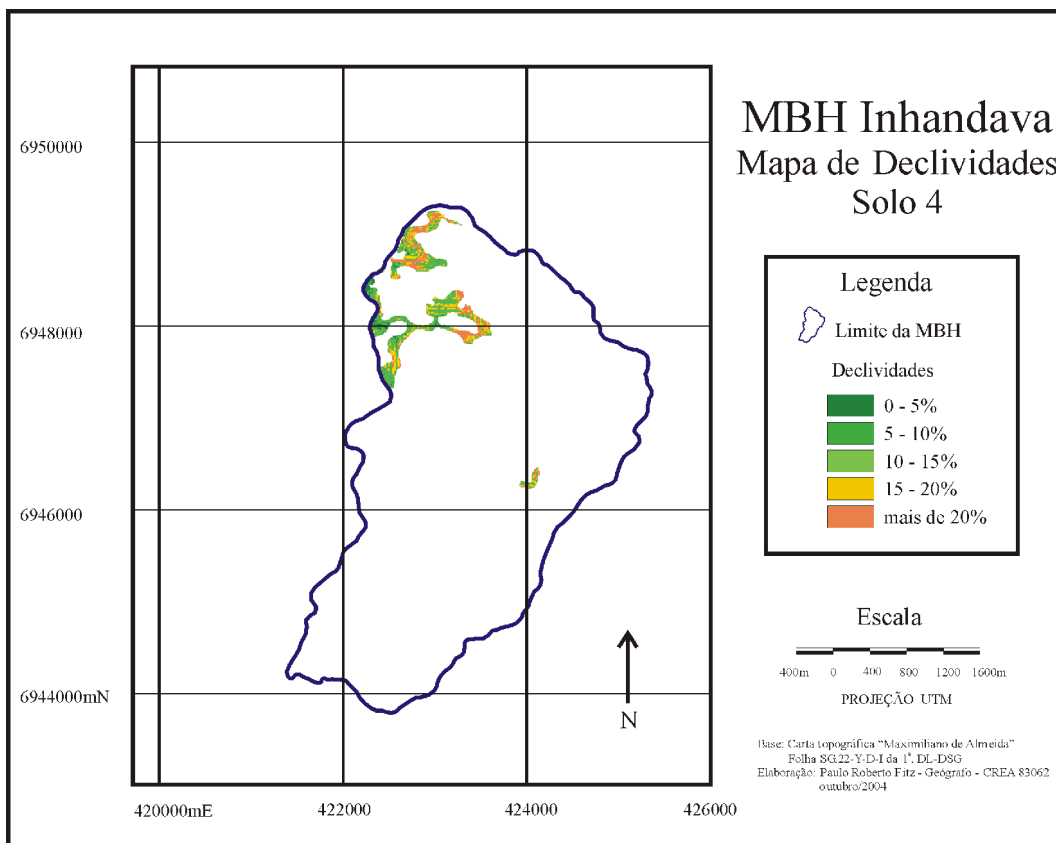 MBH Inhandava
Mapa de Declividades
Solo 4
6950000
6948000
6946000
6944000mN
420000mE
422000
424000
426000
N
Legenda
Limite da MBH
Declividades
0 - 5%
5 - 10%
10 - 15%
15 - 20%
mais de 20%
Escala
400m 0 400 800 1200 1600m
PROJEÇÃO UTM
Base: Carta topográfica “Maximiliano de Almeida”
Folha SG22-Y-D-I da 1ª. DL-DSG
Elaboração: Paulo Roberto Fitz - Geógrafo - CREA 83062
outubro/2004